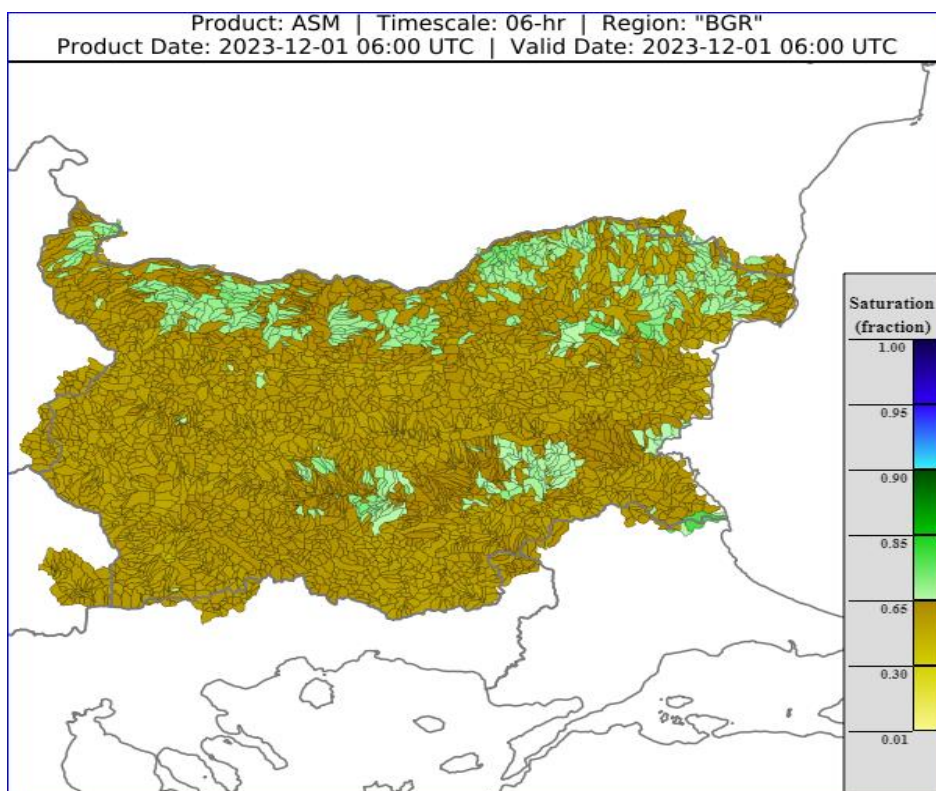 Product: ASM | Timescale: 06-hr | Region: "BGR"
Product Date: 2023-12-01 06:00 UTC | Valid Date: 2023-12-01 06:00 UTC
Saturation
(fraction)
1.00
0.95
0.90
0.85
0.65
0.30
0.01